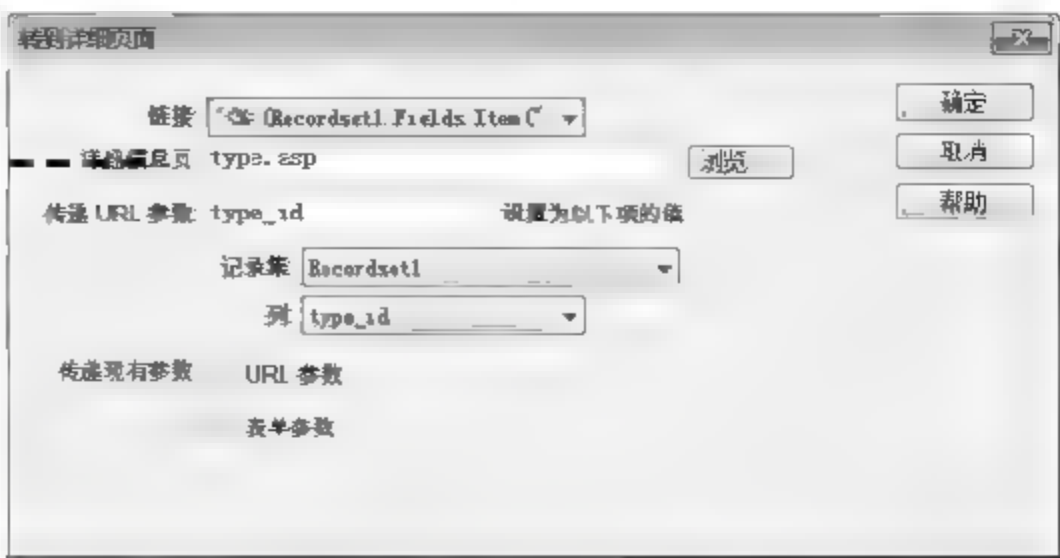 转到详细页面
链接 "<% (Recordset1.Fields.Item("
确定
详细信息页 type.asp 浏览
取消
传递 URL 参数 type_id 设置为以下项的值
帮助
记录集 Recordset1
列 type_id
传递现有参数 URL 参数
表单参数